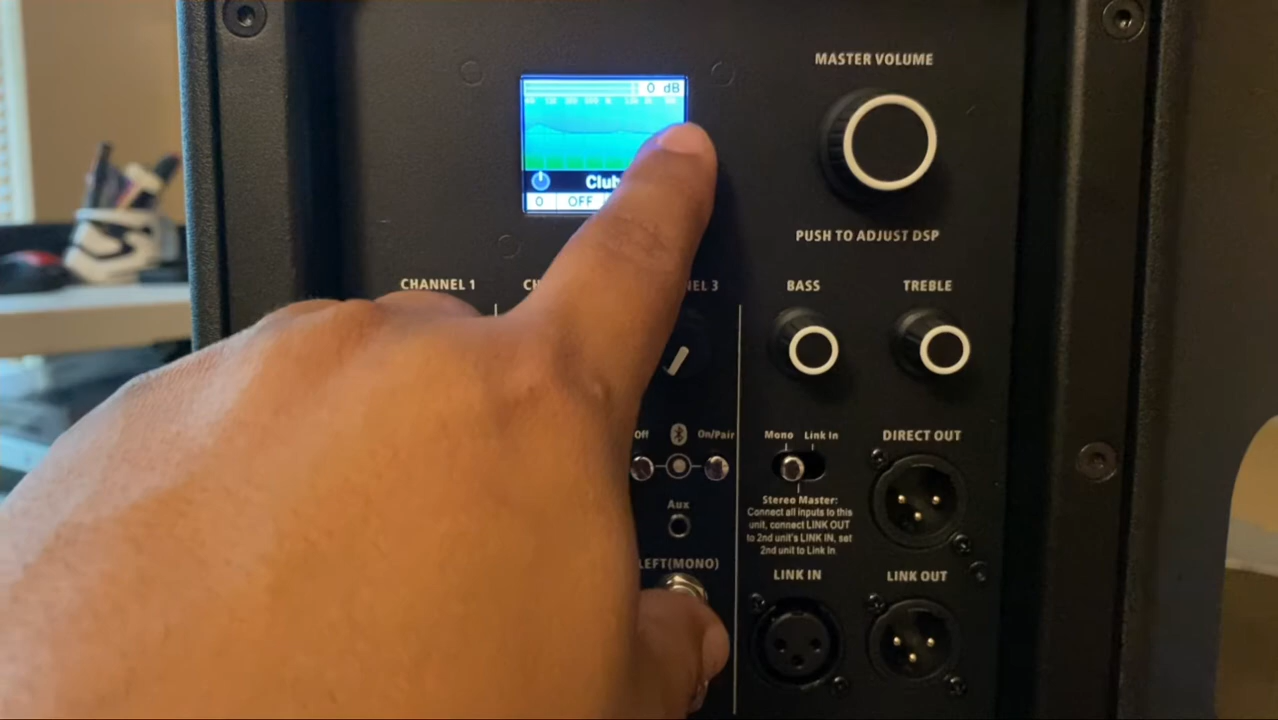 MASTER VOLUME
0 dB
Club
0 OFF
PUSH TO ADJUST DSP
CHANNEL 1
CH
NEL 3
BASS
TREBLE
Off
On/Pair
Mono
Link In
DIRECT OUT
Aux
Stereo Master:
Connect all inputs to this
unit, connect LINK OUT
to 2nd unit's LINK IN, set
2nd unit to Link In
LEFT(MONO)
LINK IN
LINK OUT